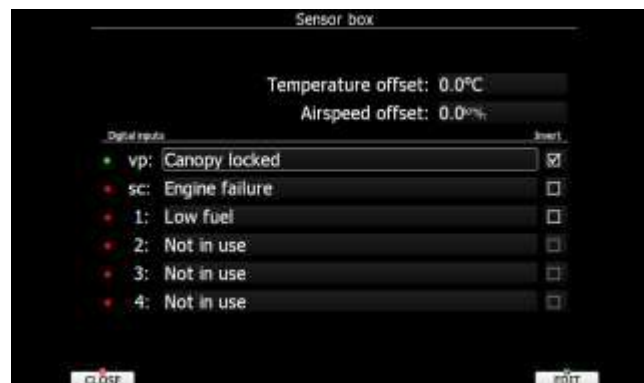 Sensor box
Temperature offset: 0.0°C
Airspeed offset: 0.0
Digital inputs Invert
vp: Canopy locked
sc: Engine failure
1: Low fuel
2: Not in use
3: Not in use
4: Not in use
CLOSE EDIT